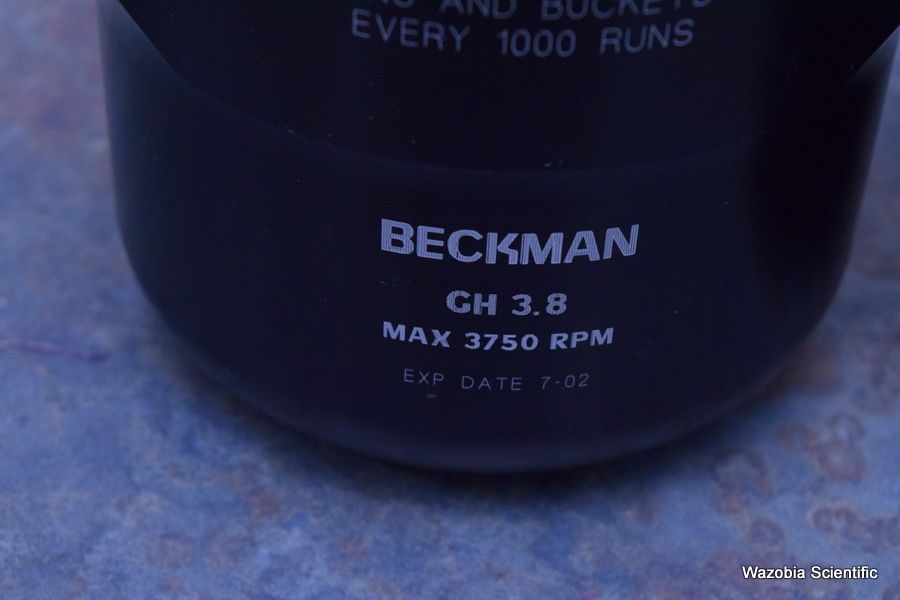 AND BUCKETS
EVERY 1000 RUNS
BECKMAN
GH 3.8
MAX 3750 RPM
EXP DATE 7-02
Wazobia Scientific